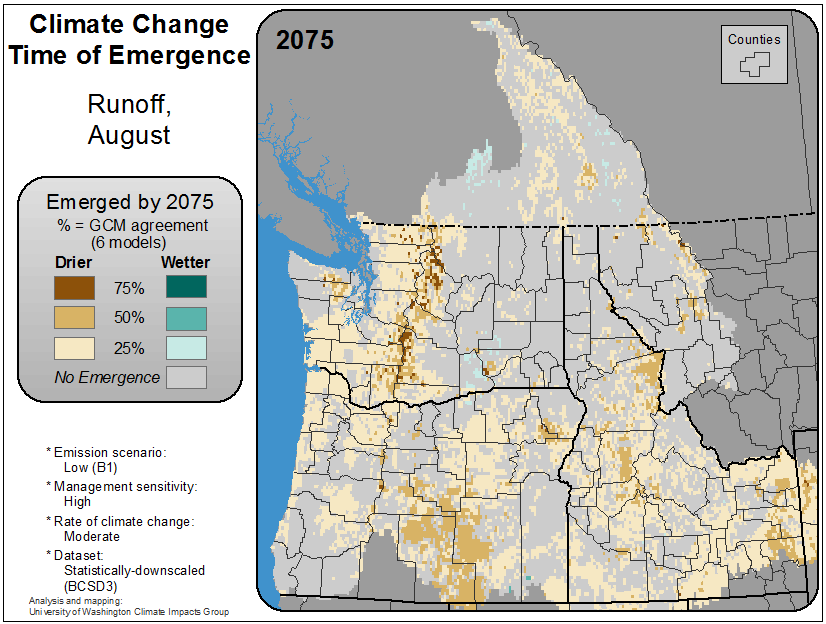 Climate Change
Time of Emergence
Runoff,
August
Emerged by 2075
% = GCM agreement
(6 models)
Drier Wetter
75%
50%
25%
No Emergence
* Emission scenario:
Low (B1)
* Management sensitivity:
High
* Rate of climate change:
Moderate
* Dataset:
Statistically-downscaled
(BCSD3)
Analysis and mapping:
University of Washington Climate Impacts Group
2075
Counties